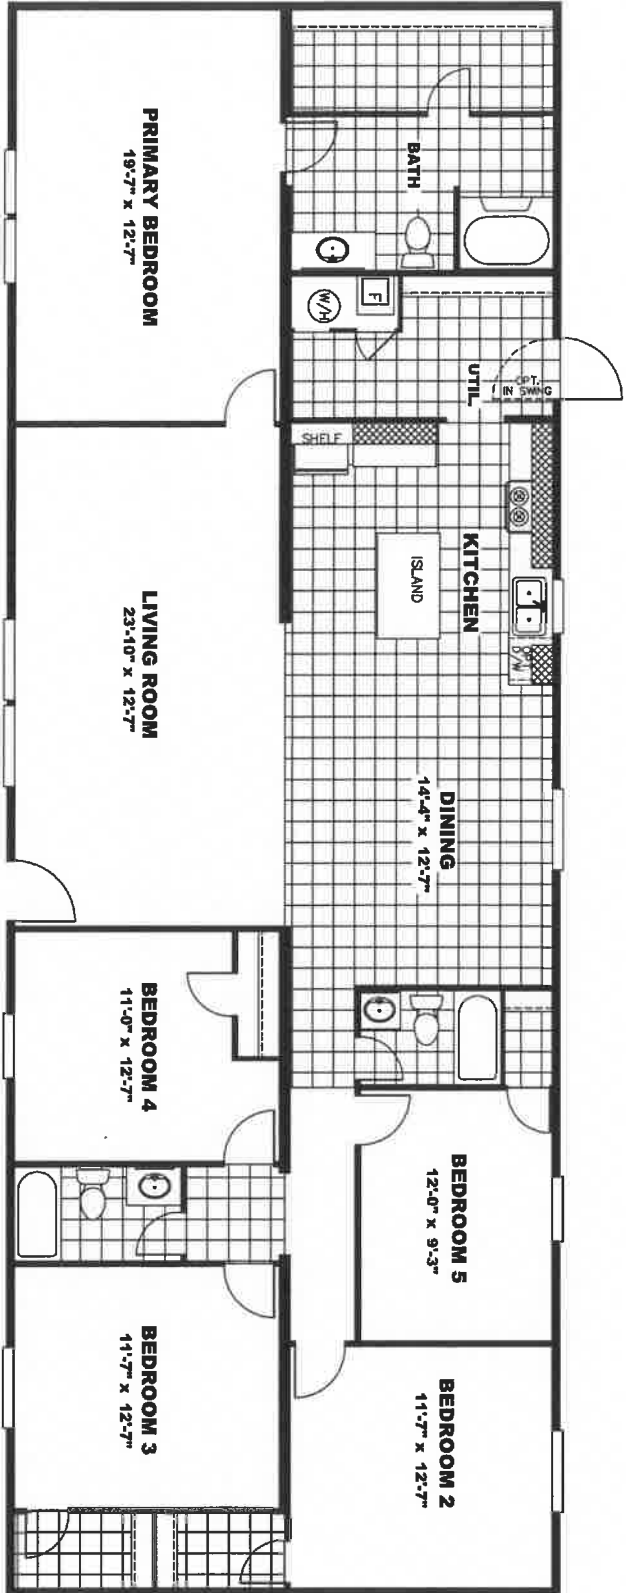 PRIMARY BEDROOM
19'-7" x 12'-7"
BATH
W/H
F
UTIL.
OPT.
IN SWING
SHELF
KITCHEN
ISLAND
OPT
D/W
LIVING ROOM
23'-10" x 12'-7"
DINING
14'-4" x 12'-7"
BEDROOM 4
11'-0" x 12'-7"
BEDROOM 5
12'-0" x 9'-3"
BEDROOM 3
11'-7" x 12'-7"
BEDROOM 2
11'-7" x 12'-7"